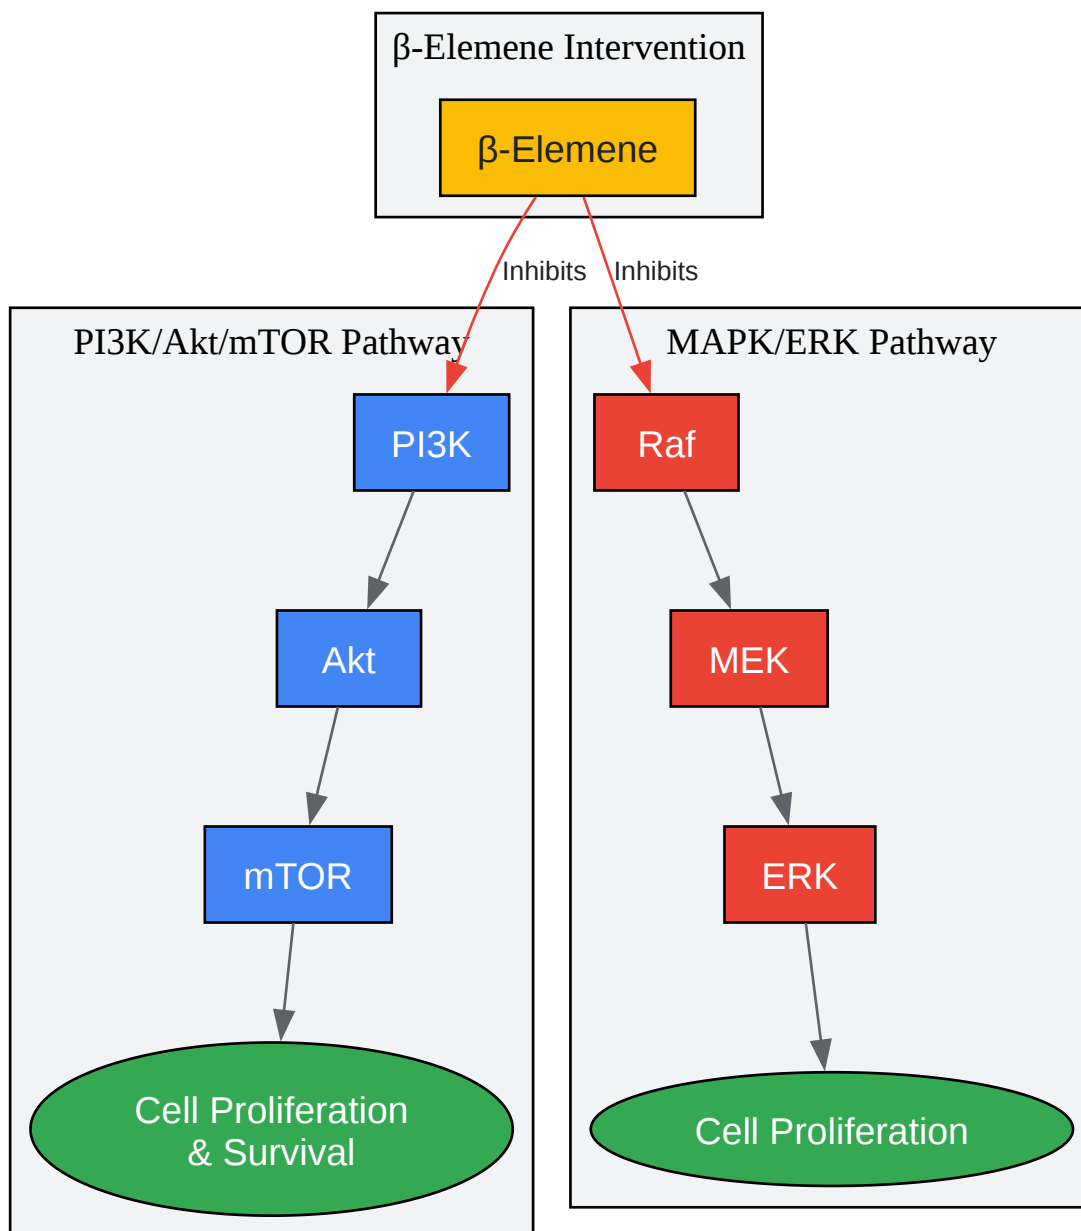 β-Elemene Intervention
β-Elemene
Inhibits
Inhibits
PI3K/Akt/mTOR Pathway
PI3K
Akt
mTOR
Cell Proliferation
& Survival
MAPK/ERK Pathway
Raf
MEK
ERK
Cell Proliferation